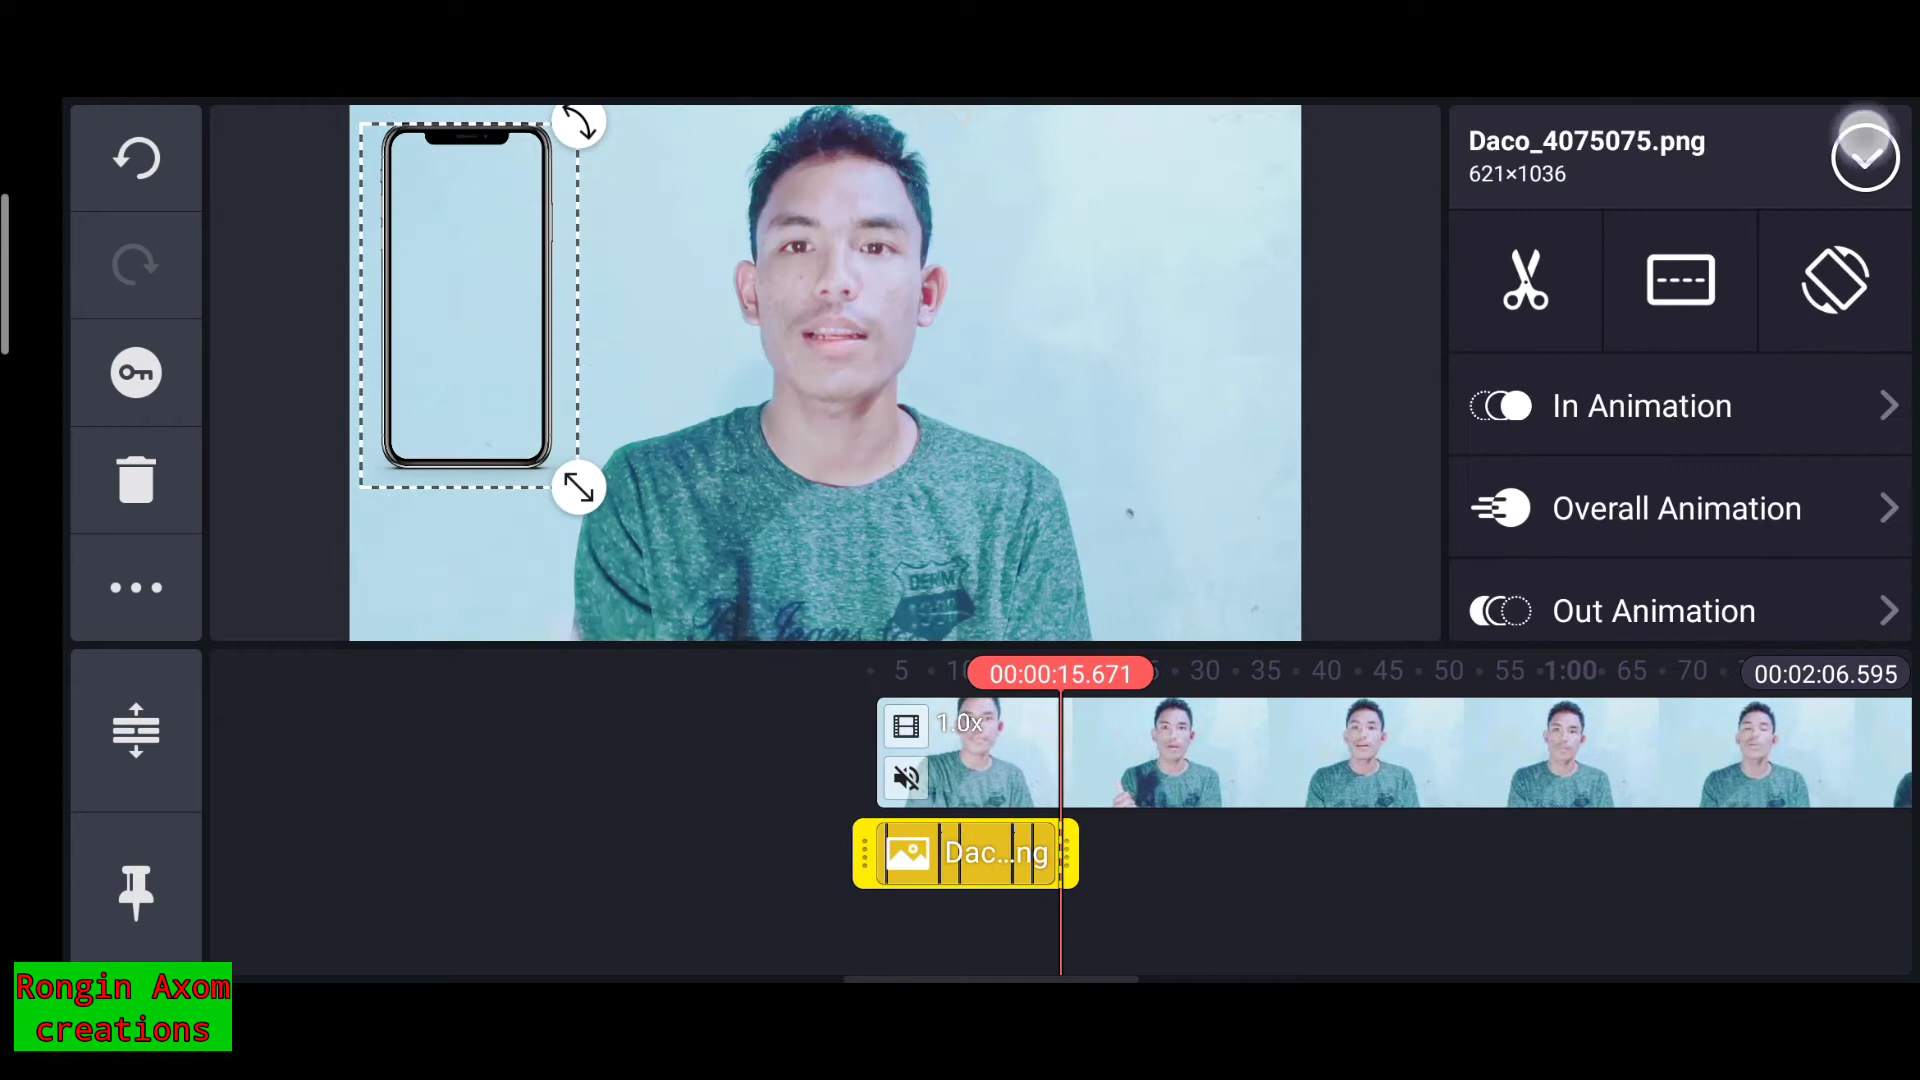 Daco_4075075.png
621×1036
In Animation
Overall Animation
Out Animation
5
30
35
40
45
50
55
1:00
65
70
00:00:15.671
00:02:06.595
1.0x
Dac...ng
Rongin Axom
creations